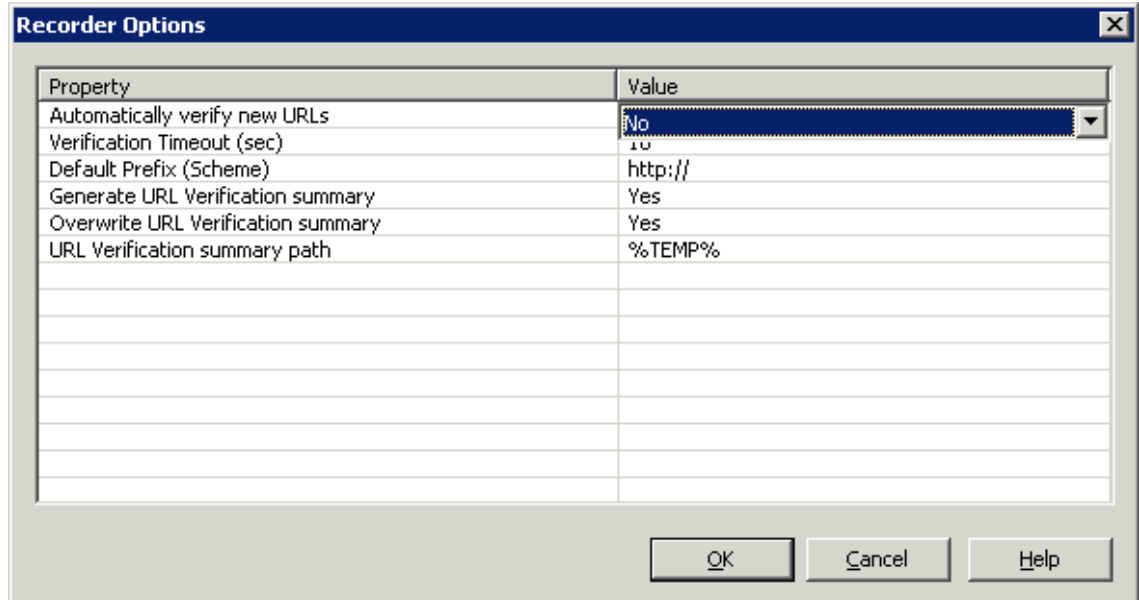 Recorder Options
Property Value
Automatically verify new URLs No
Verification Timeout (sec) 10
Default Prefix (Scheme) http://
Generate URL Verification summary Yes
Overwrite URL Verification summary Yes
URL Verification summary path %TEMP%
OK Cancel Help